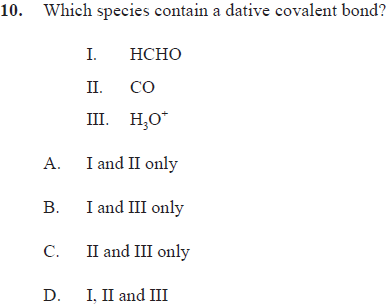 10. Which species contain a dative covalent bond?
I. HCHO
II. CO
III. H₃O⁺
A. I and II only
B. I and III only
C. II and III only
D. I, II and III